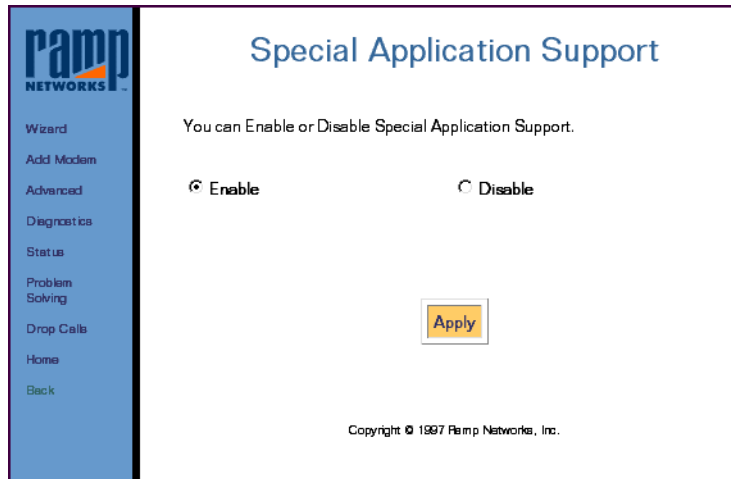 ramp
NETWORKS
Special Application Support
Wizard
Add Modem
Advanced
Diagnostics
Status
Problem
Solving
Drop Calls
Home
Back
You can Enable or Disable Special Application Support.
Enable
Disable
Apply
Copyright © 1997 Ramp Networks, Inc.